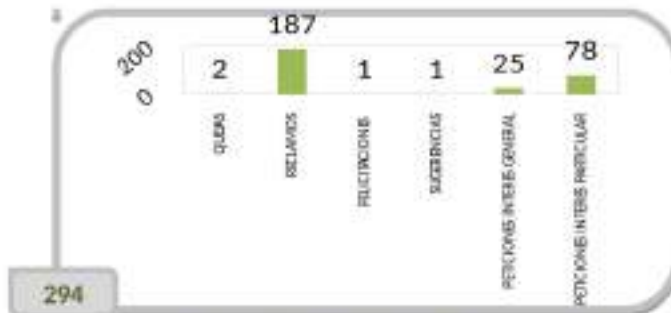 187
200
2
1
1
25
78
0
QUEJAS
RECLAMOS
FELICITACIONES
SUGERENCIAS
PETICIONES INTERES GENERAL
PETICIONES INTERES PARTICULAR
294